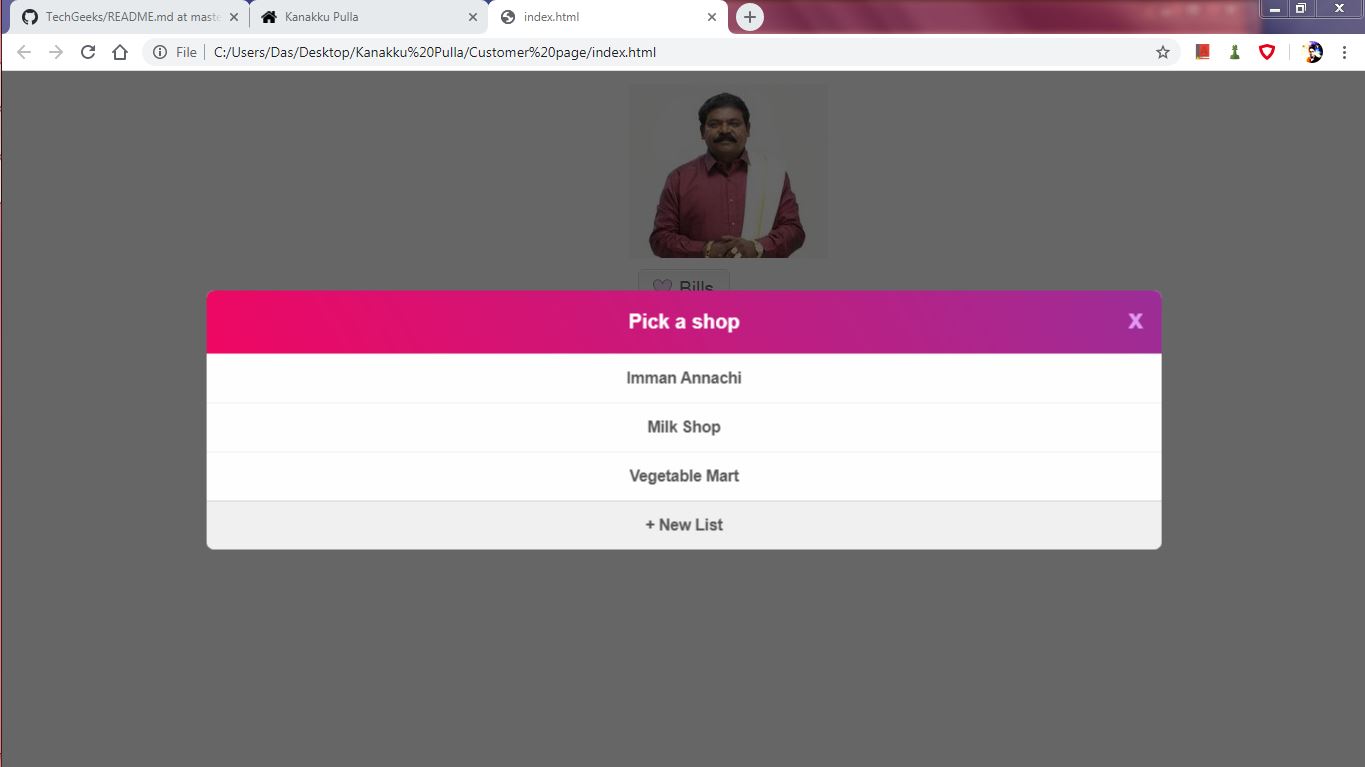 TechGeeks/README.md at maste
Kanakku Pulla
index.html
File
C:/Users/Das/Desktop/Kanakku%20Pulla/Customer%20page/index.html
Bills
Pick a shop
X
Imman Annachi
Milk Shop
Vegetable Mart
+ New List